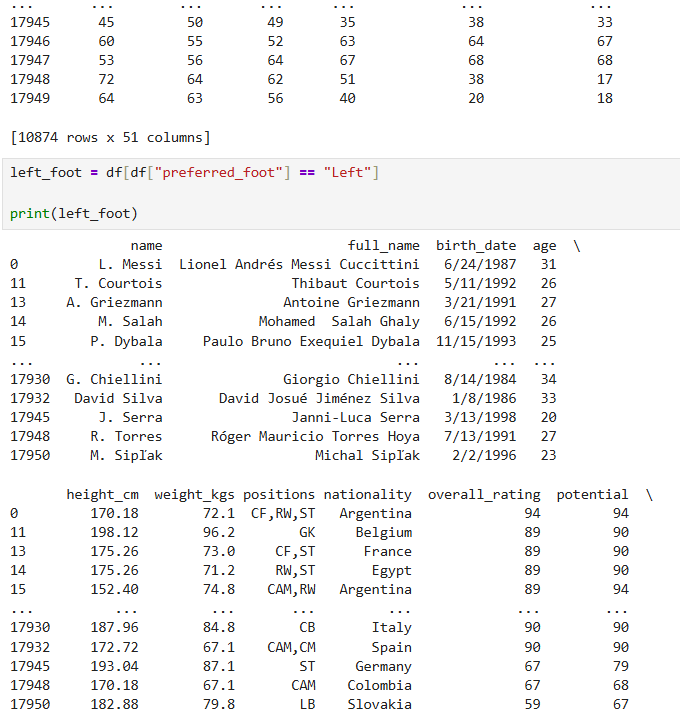 ... ... ... ... ... ... ...
17945 45 50 49 35 38 33
17946 60 55 52 63 64 67
17947 53 56 64 67 68 68
17948 72 64 62 51 38 17
17949 64 63 56 40 20 18
[10874 rows x 51 columns]
left_foot = df[df["preferred_foot"] == "Left"]
print(left_foot)
name full_name birth_date age \
0 L. Messi Lionel Andrés Messi Cuccittini 6/24/1987 31
11 T. Courtois Thibaut Courtois 5/11/1992 26
13 A. Griezmann Antoine Griezmann 3/21/1991 27
14 M. Salah Mohamed  Salah Ghaly 6/15/1992 26
15 P. Dybala Paulo Bruno Exequiel Dybala 11/15/1993 25
... ... ... ... ...
17930 G. Chiellini Giorgio Chiellini 8/14/1984 34
17932 David Silva David Josué Jiménez Silva 1/8/1986 33
17945 J. Serra Janni-Luca Serra 3/13/1998 20
17948 R. Torres Róger Mauricio Torres Hoya 7/13/1991 27
17950 M. Sipľak Michal Sipľak 2/2/1996 23
height_cm weight_kgs positions nationality overall_rating potential \
0 170.18 72.1 CF,RW,ST Argentina 94 94
11 198.12 96.2 GK Belgium 89 90
13 175.26 73.0 CF,ST France 89 90
14 175.26 71.2 RW,ST Egypt 89 90
15 152.40 74.8 CAM,RW Argentina 89 94
... ... ... ... ... ... ...
17930 187.96 84.8 CB Italy 90 90
17932 172.72 67.1 CAM,CM Spain 90 90
17945 193.04 87.1 ST Germany 67 79
17948 170.18 67.1 CAM Colombia 67 68
17950 182.88 79.8 LB Slovakia 59 67